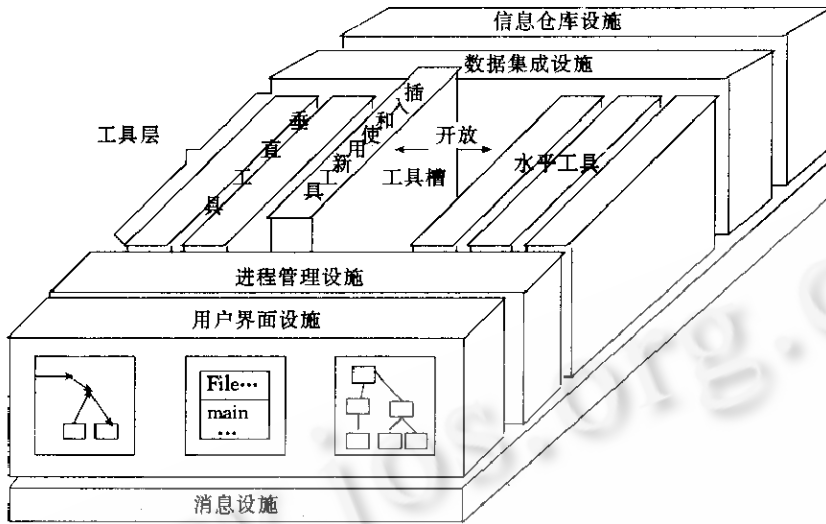 信息仓库设施
数据集成设施
工具层
垂直工具
插入和使用新工具
开放
工具槽
水平工具
进程管理设施
用户界面设施
File…
main
…
消息设施
jos.org.c